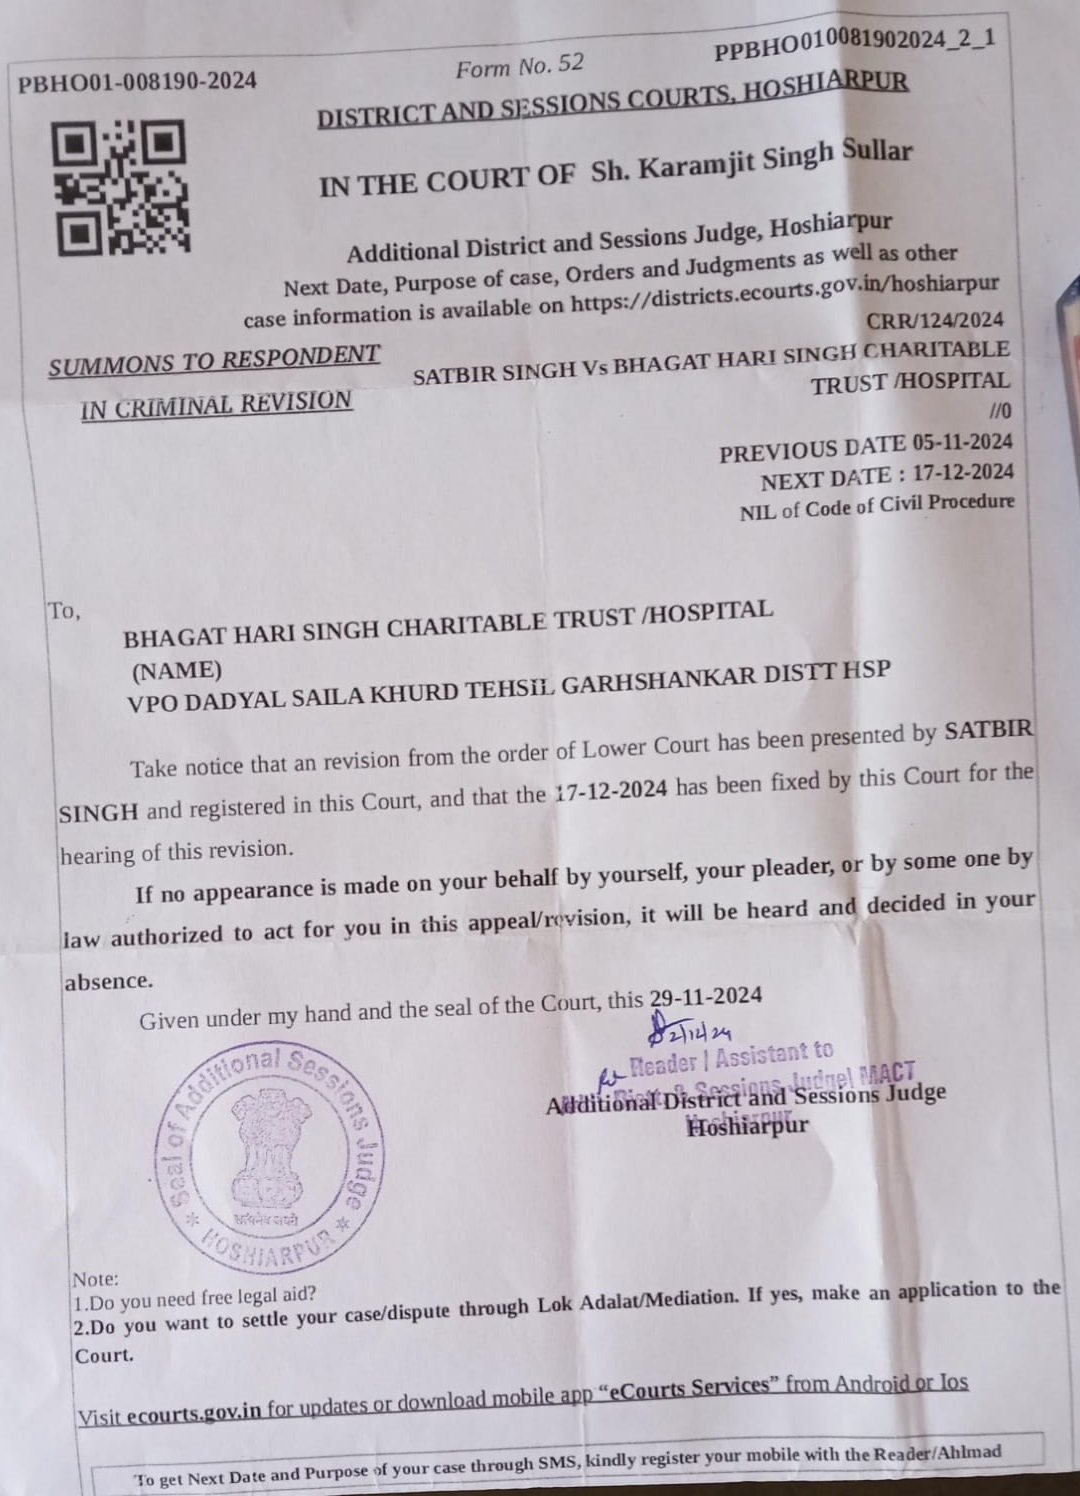 PBHO01-008190-2024
Form No. 52
PPBHO010081902024_2_1
DISTRICT AND SESSIONS COURTS, HOSHIARPUR
IN THE COURT OF Sh. Karamjit Singh Sullar
Additional District and Sessions Judge, Hoshiarpur
Next Date, Purpose of case, Orders and Judgments as well as other
case information is available on https://districts.ecourts.gov.in/hoshiarpur
CRR/124/2024
SUMMONS TO RESPONDENT
IN CRIMINAL REVISION
SATBIR SINGH Vs BHAGAT HARI SINGH CHARITABLE
TRUST /HOSPITAL
//0
PREVIOUS DATE 05-11-2024
NEXT DATE : 17-12-2024
NIL of Code of Civil Procedure
To,
BHAGAT HARI SINGH CHARITABLE TRUST /HOSPITAL
(NAME)
VPO DADYAL SAILA KHURD TEHSIL GARHSHANKAR DISTT HSP
Take notice that an revision from the order of Lower Court has been presented by SATBIR
SINGH and registered in this Court, and that the 17-12-2024 has been fixed by this Court for the
hearing of this revision.
If no appearance is made on your behalf by yourself, your pleader, or by some one by
law authorized to act for you in this appeal/revision, it will be heard and decided in your
absence.
Given under my hand and the seal of the Court, this 29-11-2024
2/12/24
Reader / Assistant to
Distt. & Sessions Judge/ MACT
Additional District and Sessions Judge
Hoshiarpur
Hoshiarpur
Seal of Additional Sessions Judge
सत्यमेव जयते
* HOSHIARPUR *
Note:
1.Do you need free legal aid?
2.Do you want to settle your case/dispute through Lok Adalat/Mediation. If yes, make an application to the
Court.
Visit ecourts.gov.in for updates or download mobile app “eCourts Services” from Android or Ios
To get Next Date and Purpose of your case through SMS, kindly register your mobile with the Reader/Ahlmad